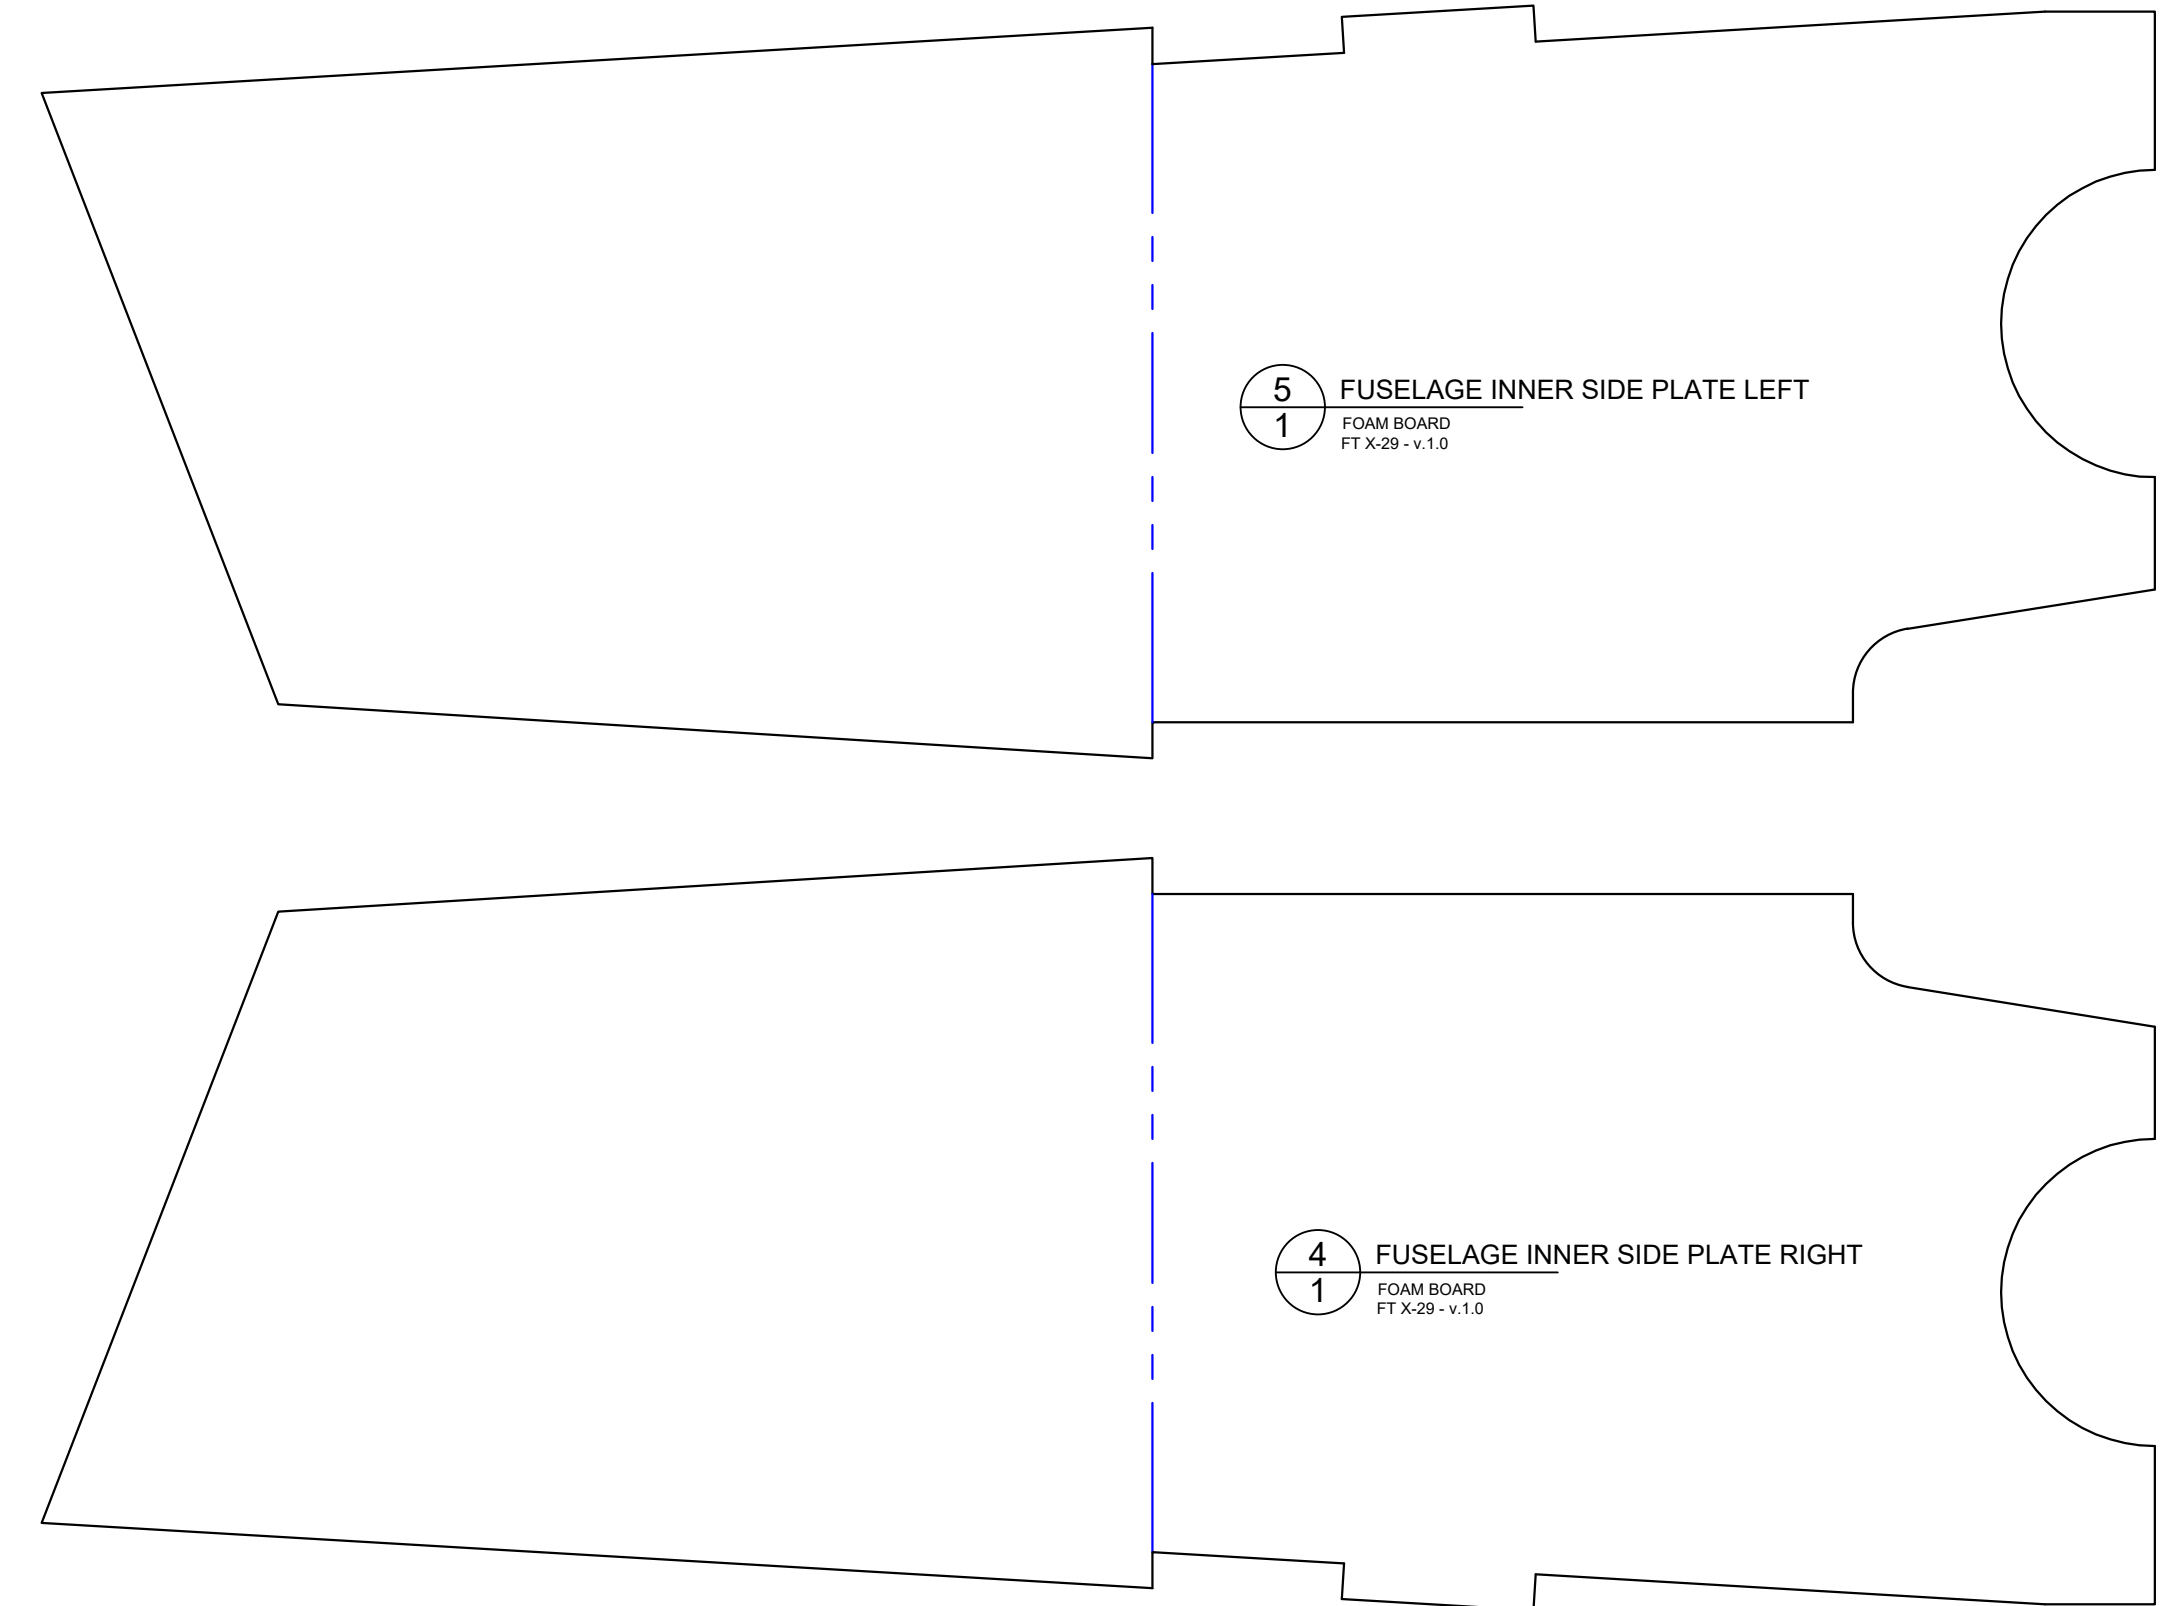 5
FUSELAGE INNER SIDE PLATE LEFT
1
FOAM BOARD
FT X-29 - v.1.0
4
FUSELAGE INNER SIDE PLATE RIGHT
1
FOAM BOARD
FT X-29 - v.1.0